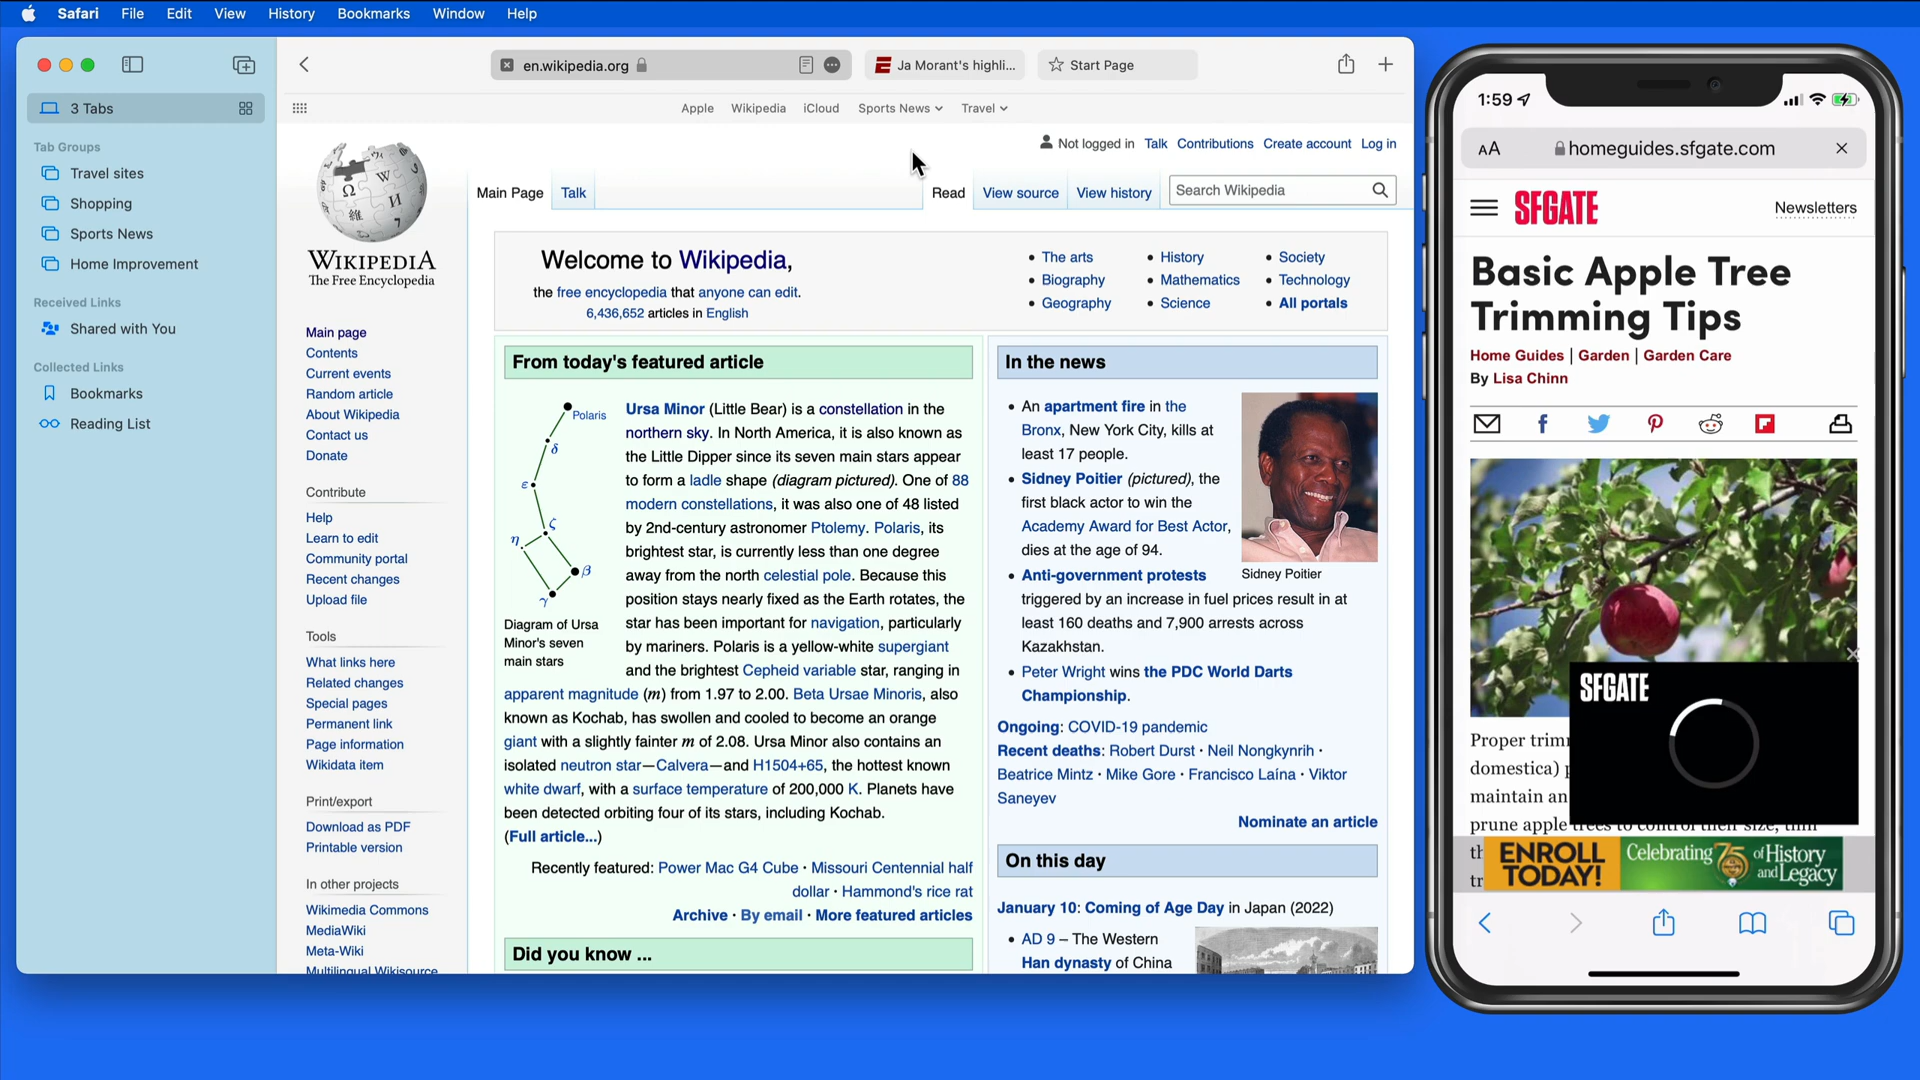 Safari File Edit View History Bookmarks Window Help
en.wikipedia.org
Ja Morant's highli...
Start Page
3 Tabs
Tab Groups
Travel sites
Shopping
Sports News
Home Improvement
Received Links
Shared with You
Collected Links
Bookmarks
Reading List
Apple Wikipedia iCloud Sports News Travel
Not logged in Talk Contributions Create account Log in
Main Page Talk
Read View source View history
Search Wikipedia
WIKIPEDIA
The Free Encyclopedia
Main page
Contents
Current events
Random article
About Wikipedia
Contact us
Donate
Contribute
Help
Learn to edit
Community portal
Recent changes
Upload file
Tools
What links here
Related changes
Special pages
Permanent link
Page information
Wikidata item
Print/export
Download as PDF
Printable version
In other projects
Wikimedia Commons
MediaWiki
Meta-Wiki
Multilingual Wikisource
Welcome to Wikipedia,
the free encyclopedia that anyone can edit.
6,436,652 articles in English
• The arts
• Biography
• Geography
• History
• Mathematics
• Science
• Society
• Technology
• All portals
From today's featured article
Polaris
δ
ε
ζ
η
β
γ
Diagram of Ursa
Minor's seven
main stars
Ursa Minor (Little Bear) is a constellation in the
northern sky. In North America, it is also known as
the Little Dipper since its seven main stars appear
to form a ladle shape (diagram pictured). One of 88
modern constellations, it was also one of 48 listed
by 2nd-century astronomer Ptolemy. Polaris, its
brightest star, is currently less than one degree
away from the north celestial pole. Because this
position stays nearly fixed as the Earth rotates, the
star has been important for navigation, particularly
by mariners. Polaris is a yellow-white supergiant
and the brightest Cepheid variable star, ranging in
apparent magnitude (m) from 1.97 to 2.00. Beta Ursae Minoris, also
known as Kochab, has swollen and cooled to become an orange
giant with a slightly fainter m of 2.08. Ursa Minor also contains an
isolated neutron star—Calvera—and H1504+65, the hottest known
white dwarf, with a surface temperature of 200,000 K. Planets have
been detected orbiting four of its stars, including Kochab.
(Full article...)
Recently featured: Power Mac G4 Cube · Missouri Centennial half
dollar · Hammond's rice rat
Archive · By email · More featured articles
Did you know ...
In the news
• An apartment fire in the
Bronx, New York City, kills at
least 17 people.
• Sidney Poitier (pictured), the
first black actor to win the
Academy Award for Best Actor,
dies at the age of 94.
Sidney Poitier
• Anti-government protests
triggered by an increase in fuel prices result in at
least 160 deaths and 7,900 arrests across
Kazakhstan.
• Peter Wright wins the PDC World Darts
Championship.
Ongoing: COVID-19 pandemic
Recent deaths: Robert Durst · Neil Nongkynrih ·
Beatrice Mintz · Mike Gore · Francisco Laína · Viktor
Saneyev
Nominate an article
On this day
January 10: Coming of Age Day in Japan (2022)
• AD 9 – The Western
Han dynasty of China
1:59
AA
homeguides.sfgate.com
SFGATE
Newsletters
Basic Apple Tree
Trimming Tips
Home Guides | Garden | Garden Care
By Lisa Chinn
SFGATE
Proper trim
domestica) p
maintain an
prune apple trees to control their size, thin
th
tr
ENROLL
TODAY!
Celebrating 75 of History
and Legacy